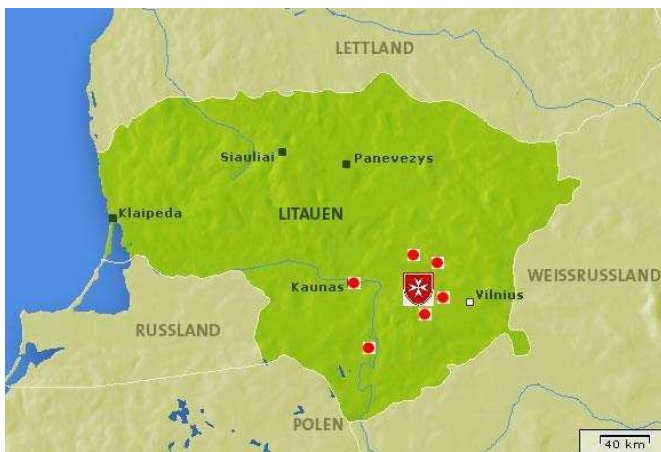 LETTLAND
Siauliai
Panevezys
Klaipeda
LITAUEN
WEISSRUSSLAND
Kaunas
Vilnius
RUSSLAND
POLEN
40 km